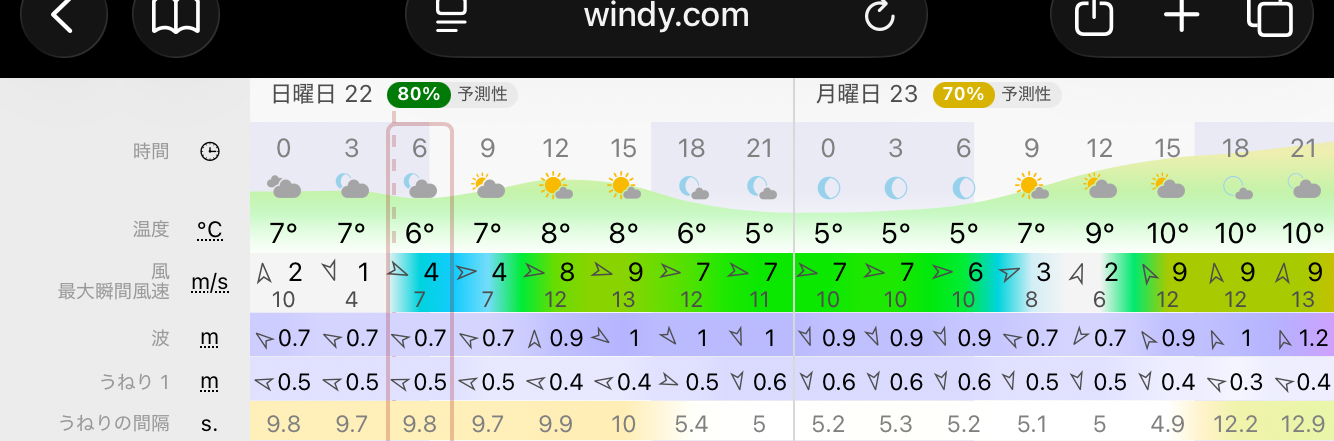 windy.com
日曜日 22 80% 予測性 月曜日 23 70% 予測性
時間 0 3 6 9 12 15 18 21 0 3 6 9 12 15 18 21
温度 °C 7° 7° 6° 7° 8° 8° 6° 5° 5° 5° 5° 7° 9° 10° 10° 10°
風 m/s 2 1 4 4 8 9 7 7 7 7 6 3 2 9 9 9
最大瞬間風速 10 4 7 7 12 13 12 11 10 10 10 8 6 12 12 13
波 m 0.7 0.7 0.7 0.7 0.9 1 1 1 0.9 0.9 0.9 0.7 0.7 0.9 1 1.2
うねり 1 m 0.5 0.5 0.5 0.5 0.4 0.4 0.5 0.6 0.6 0.6 0.6 0.5 0.5 0.4 0.3 0.4
うねりの間隔 s. 9.8 9.7 9.8 9.7 9.9 10 5.4 5 5.2 5.3 5.2 5.1 5 4.9 12.2 12.9